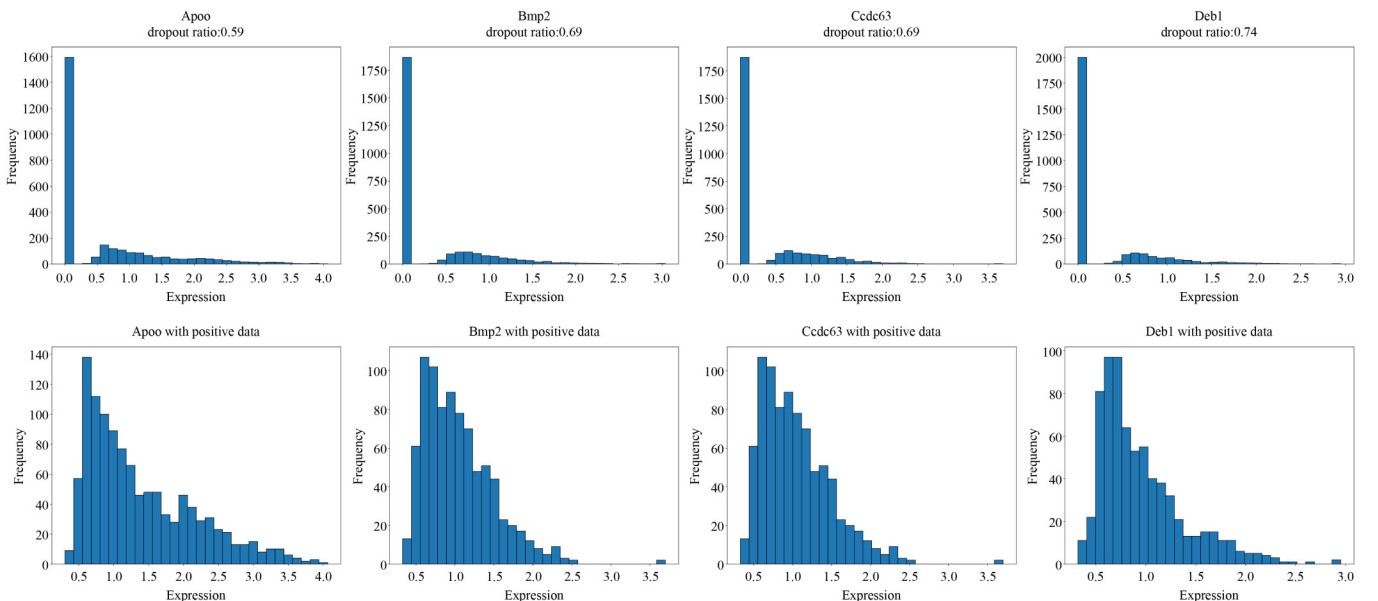 Apoo
dropout ratio:0.59
1600
1400
1200
1000
800
600
400
200
0
Frequency
0.0 0.5 1.0 1.5 2.0 2.5 3.0 3.5 4.0
Expression
Bmp2
dropout ratio:0.69
1750
1500
1250
1000
750
500
250
0
Frequency
0.0 0.5 1.0 1.5 2.0 2.5 3.0
Expression
Ccdc63
dropout ratio:0.69
1750
1500
1250
1000
750
500
250
0
Frequency
0.0 0.5 1.0 1.5 2.0 2.5 3.0 3.5
Expression
Deb1
dropout ratio:0.74
2000
1750
1500
1250
1000
750
500
250
0
Frequency
0.0 0.5 1.0 1.5 2.0 2.5 3.0
Expression
Apoo with positive data
140
120
100
80
60
40
20
0
Frequency
0.5 1.0 1.5 2.0 2.5 3.0 3.5 4.0
Expression
Bmp2 with positive data
100
80
60
40
20
0
Frequency
0.5 1.0 1.5 2.0 2.5 3.0 3.5
Expression
Ccdc63 with positive data
100
80
60
40
20
0
Frequency
0.5 1.0 1.5 2.0 2.5 3.0 3.5
Expression
Deb1 with positive data
100
80
60
40
20
0
Frequency
0.5 1.0 1.5 2.0 2.5 3.0
Expression